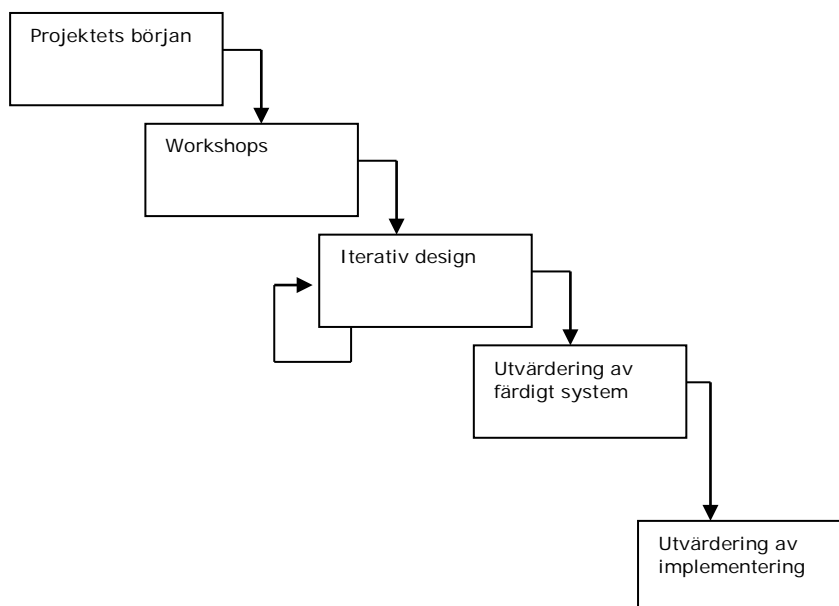 Projektets början
Workshops
Iterativ design
Utvärdering av
färdigt system
Utvärdering av
implementering